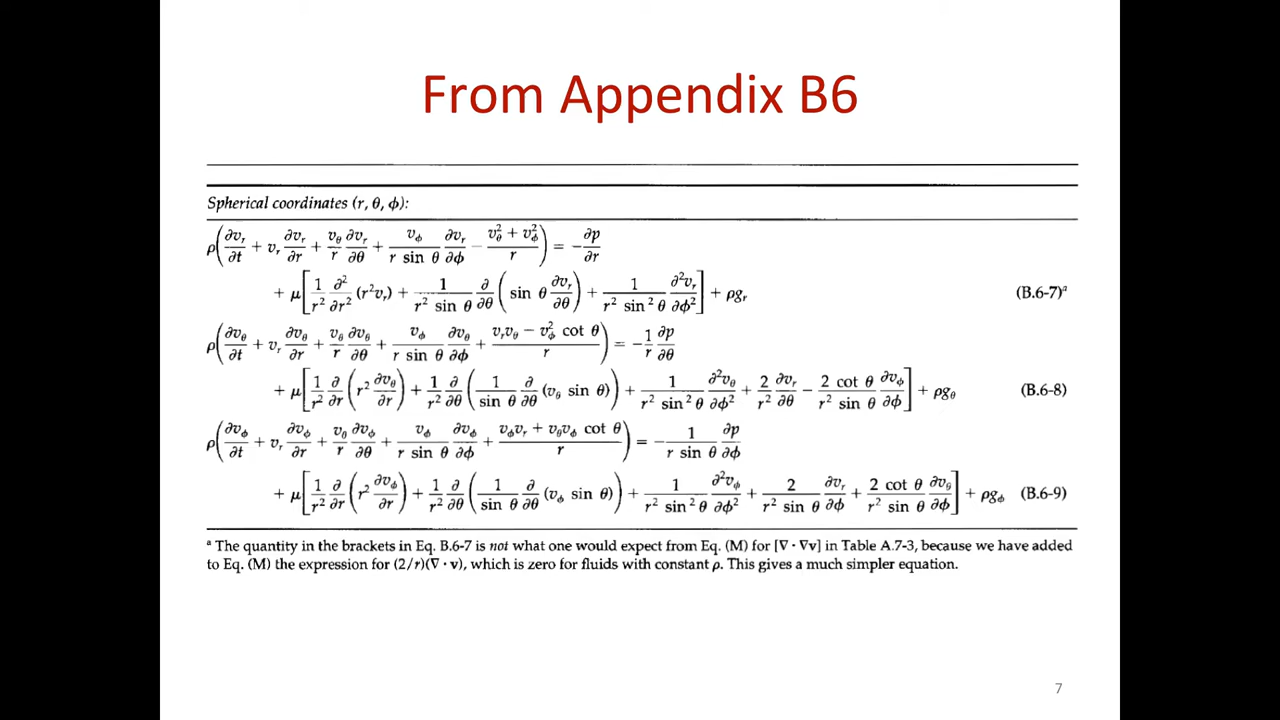 From Appendix B6
Spherical coordinates (r, θ, ϕ):
ρ(∂v_r/∂t + v_r ∂v_r/∂r + v_θ/r ∂v_r/∂θ + v_ϕ/(r sin θ) ∂v_r/∂ϕ − (v_θ² + v_ϕ²)/r) = −∂p/∂r
+ μ[1/r² ∂²/∂r² (r²v_r) + 1/(r² sin θ) ∂/∂θ (sin θ ∂v_r/∂θ) + 1/(r² sin² θ) ∂²v_r/∂ϕ²] + ρg_r (B.6-7)ᵃ
ρ(∂v_θ/∂t + v_r ∂v_θ/∂r + v_θ/r ∂v_θ/∂θ + v_ϕ/(r sin θ) ∂v_θ/∂ϕ + (v_r v_θ − v_ϕ² cot θ)/r) = −1/r ∂p/∂θ
+ μ[1/r² ∂/∂r (r² ∂v_θ/∂r) + 1/r² ∂/∂θ (1/(sin θ) ∂/∂θ (v_θ sin θ)) + 1/(r² sin² θ) ∂²v_θ/∂ϕ² + 2/r² ∂v_r/∂θ − (2 cot θ)/(r² sin θ) ∂v_ϕ/∂ϕ] + ρg_θ (B.6-8)
ρ(∂v_ϕ/∂t + v_r ∂v_ϕ/∂r + v_θ/r ∂v_ϕ/∂θ + v_ϕ/(r sin θ) ∂v_ϕ/∂ϕ + (v_ϕ v_r + v_θ v_ϕ cot θ)/r) = −1/(r sin θ) ∂p/∂ϕ
+ μ[1/r² ∂/∂r (r² ∂v_ϕ/∂r) + 1/r² ∂/∂θ (1/(sin θ) ∂/∂θ (v_ϕ sin θ)) + 1/(r² sin² θ) ∂²v_ϕ/∂ϕ² + 2/(r² sin θ) ∂v_r/∂ϕ + (2 cot θ)/(r² sin θ) ∂v_θ/∂ϕ] + ρg_ϕ (B.6-9)
ᵃ The quantity in the brackets in Eq. B.6-7 is not what one would expect from Eq. (M) for [∇ · ∇v] in Table A.7-3, because we have added
to Eq. (M) the expression for (2/r)(∇ · v), which is zero for fluids with constant ρ. This gives a much simpler equation.
7